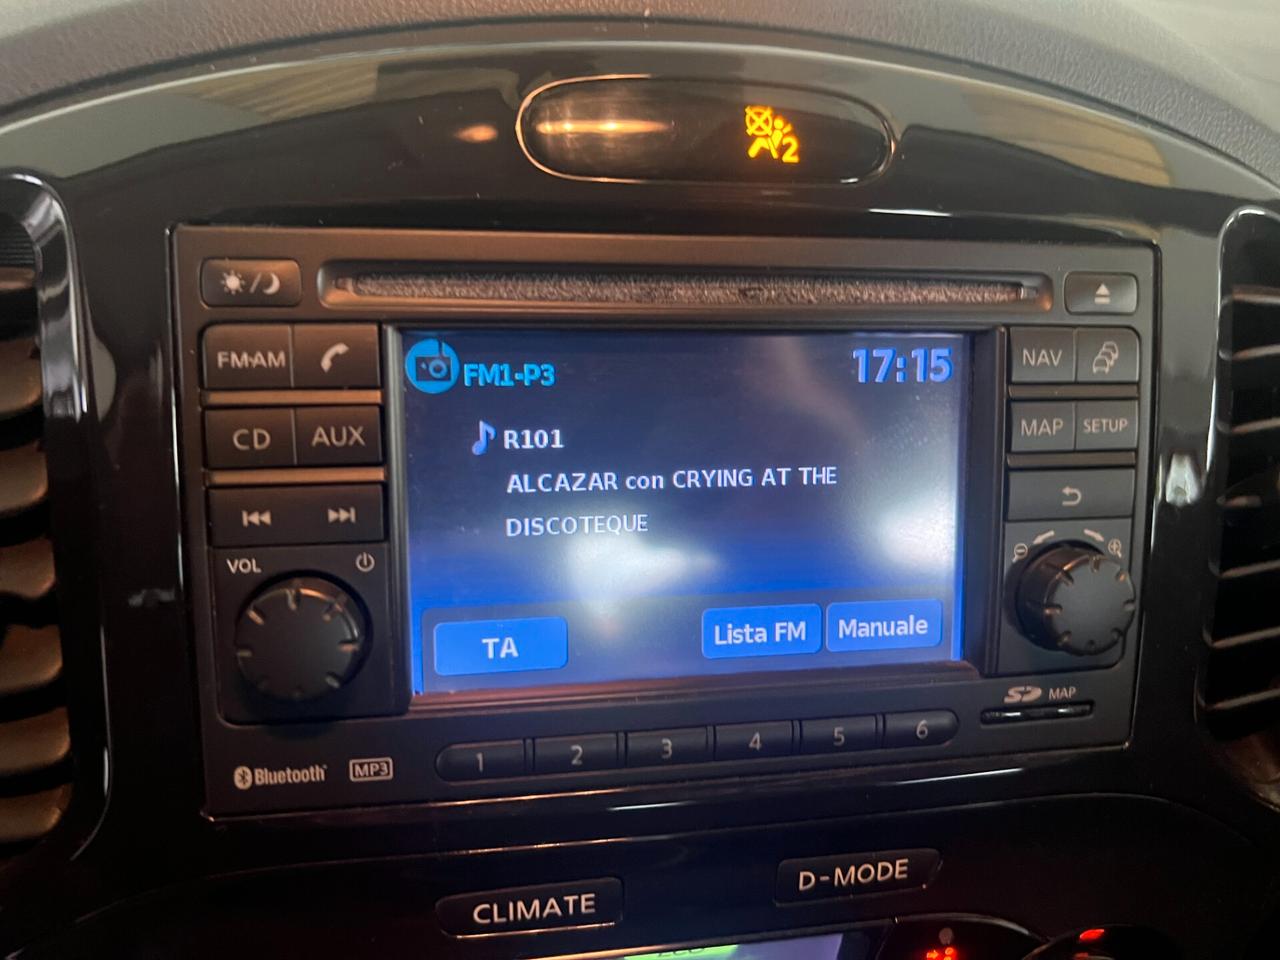 2
FM·AM
CD
AUX
VOL
FM1-P3
17:15
R101
ALCAZAR con CRYING AT THE
DISCOTEQUE
TA
Lista FM
Manuale
NAV
MAP
SETUP
SD MAP
1 2 3 4 5 6
Bluetooth
MP3
CLIMATE
D-MODE